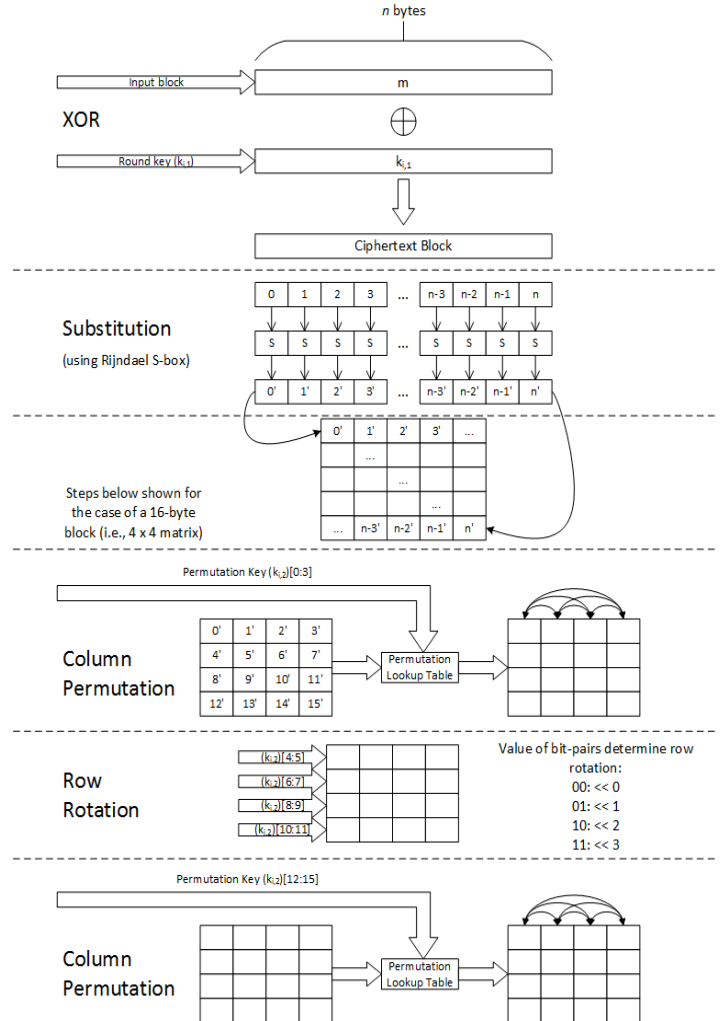 n bytes
Input block
m
XOR
Round key (ki,1)
ki,1
Ciphertext Block
0 1 2 3 ... n-3 n-2 n-1 n
Substitution
(using Rijndael S-box)
S S S S ... S S S S
0' 1' 2' 3' ... n-3' n-2' n-1' n'
0' 1' 2' 3' ...
...
...
...
... n-3' n-2' n-1' n'
Steps below shown for
the case of a 16-byte
block (i.e., 4 x 4 matrix)
Permutation Key (ki,2)[0:3]
Column
Permutation
0' 1' 2' 3'
4' 5' 6' 7'
8' 9' 10' 11'
12' 13' 14' 15'
Permutation
Lookup Table
Row
Rotation
(ki,2)[4:5]
(ki,2)[6:7]
(ki,2)[8:9]
(ki,2)[10:11]
Value of bit-pairs determine row
rotation:
00: << 0
01: << 1
10: << 2
11: << 3
Permutation Key (ki,2)[12:15]
Column
Permutation
Permutation
Lookup Table